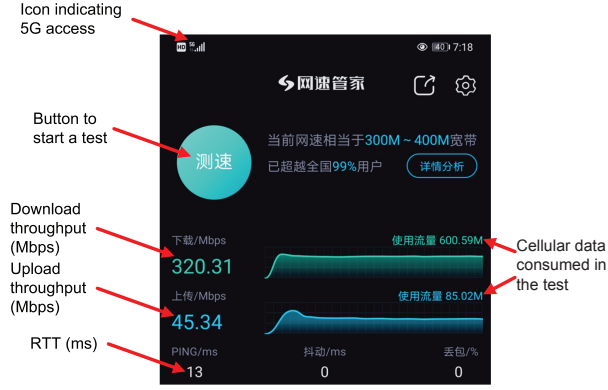 Icon indicating
5G access
HD 5G 40 7:18
网速管家
Button to
start a test
测速
当前网速相当于300M ~ 400M宽带
已超越全国99%用户
详情分析
Download
throughput
(Mbps)
下载/Mbps
使用流量 600.59M
320.31
Cellular data
consumed in
the test
Upload
throughput
(Mbps)
上传/Mbps
使用流量 85.02M
45.34
RTT (ms)
PING/ms 抖动/ms 丢包/%
13 0 0